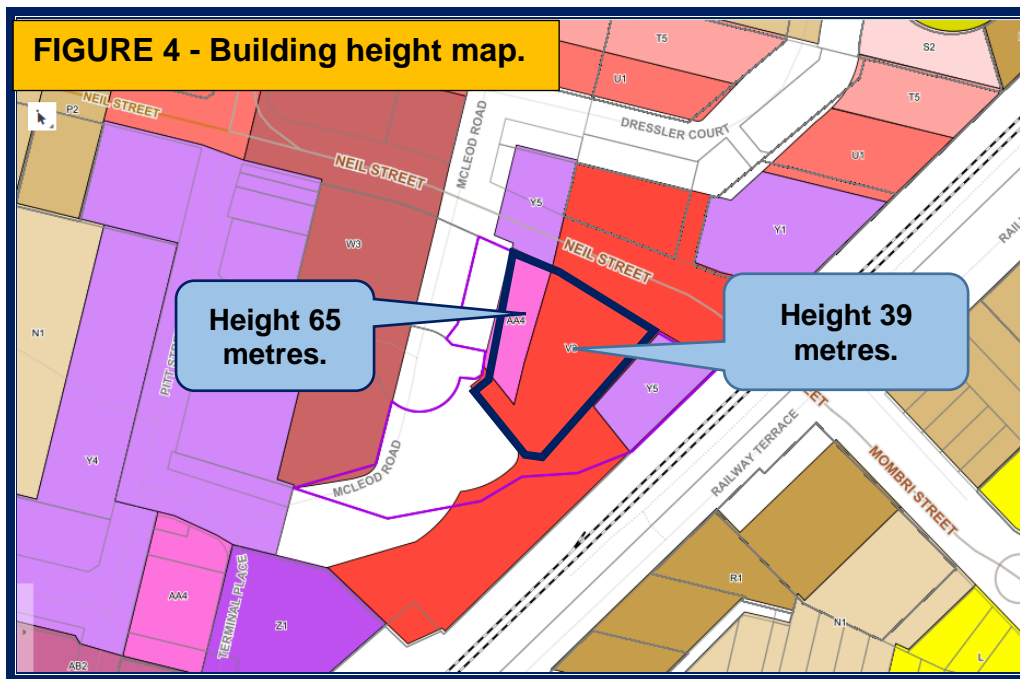 FIGURE 4 - Building height map.
T5
S2
U1
P2
NEIL STREET
MCLEOD ROAD
DRESSLER COURT
T5
U1
NEIL STREET
Y5
Y1
W3
NEIL STREET
N1
Height 65
metres.
AA4
Height 39
metres.
PITT
Y5
Y4
MCLEOD ROAD
RAILWAY TERRACE
MOMBRI STREET
R1
AA4
TERMINAL PLACE
Z1
N1
AB2
L